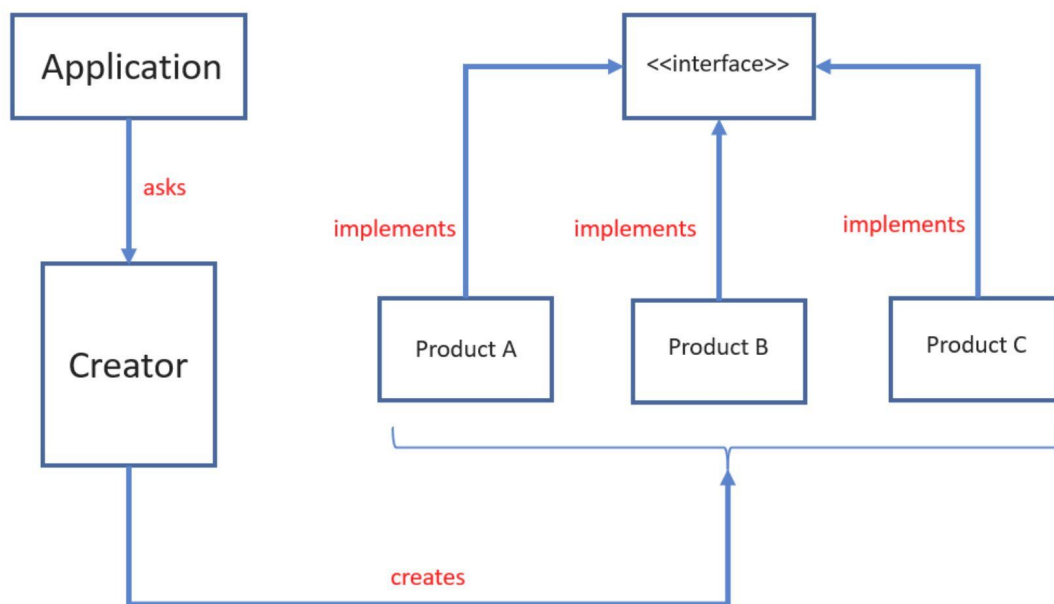 Application
<<interface>>
asks
implements
implements
implements
Creator
Product A
Product B
Product C
creates